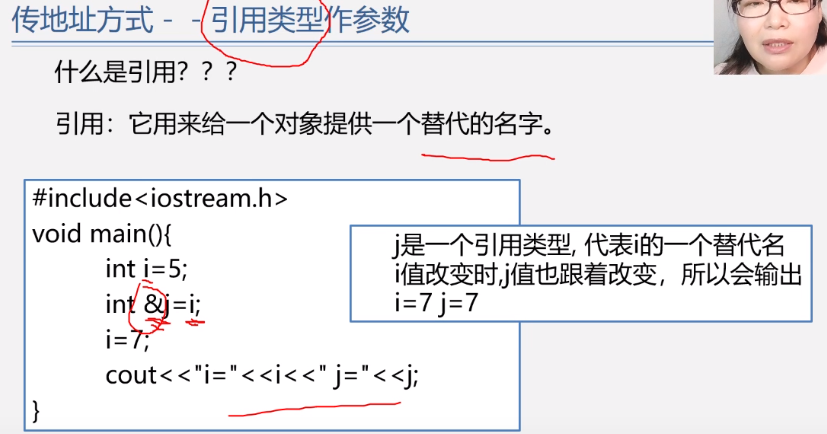 传地址方式--引用类型作参数
什么是引用？？？
引用：它用来给一个对象提供一个替代的名字。
#include<iostream.h>
void main(){
int i=5;
int &j=i;
i=7;
cout<<"i="<<i<<" j="<<j;
}
j是一个引用类型, 代表i的一个替代名
i值改变时,j值也跟着改变，所以会输出
i=7 j=7